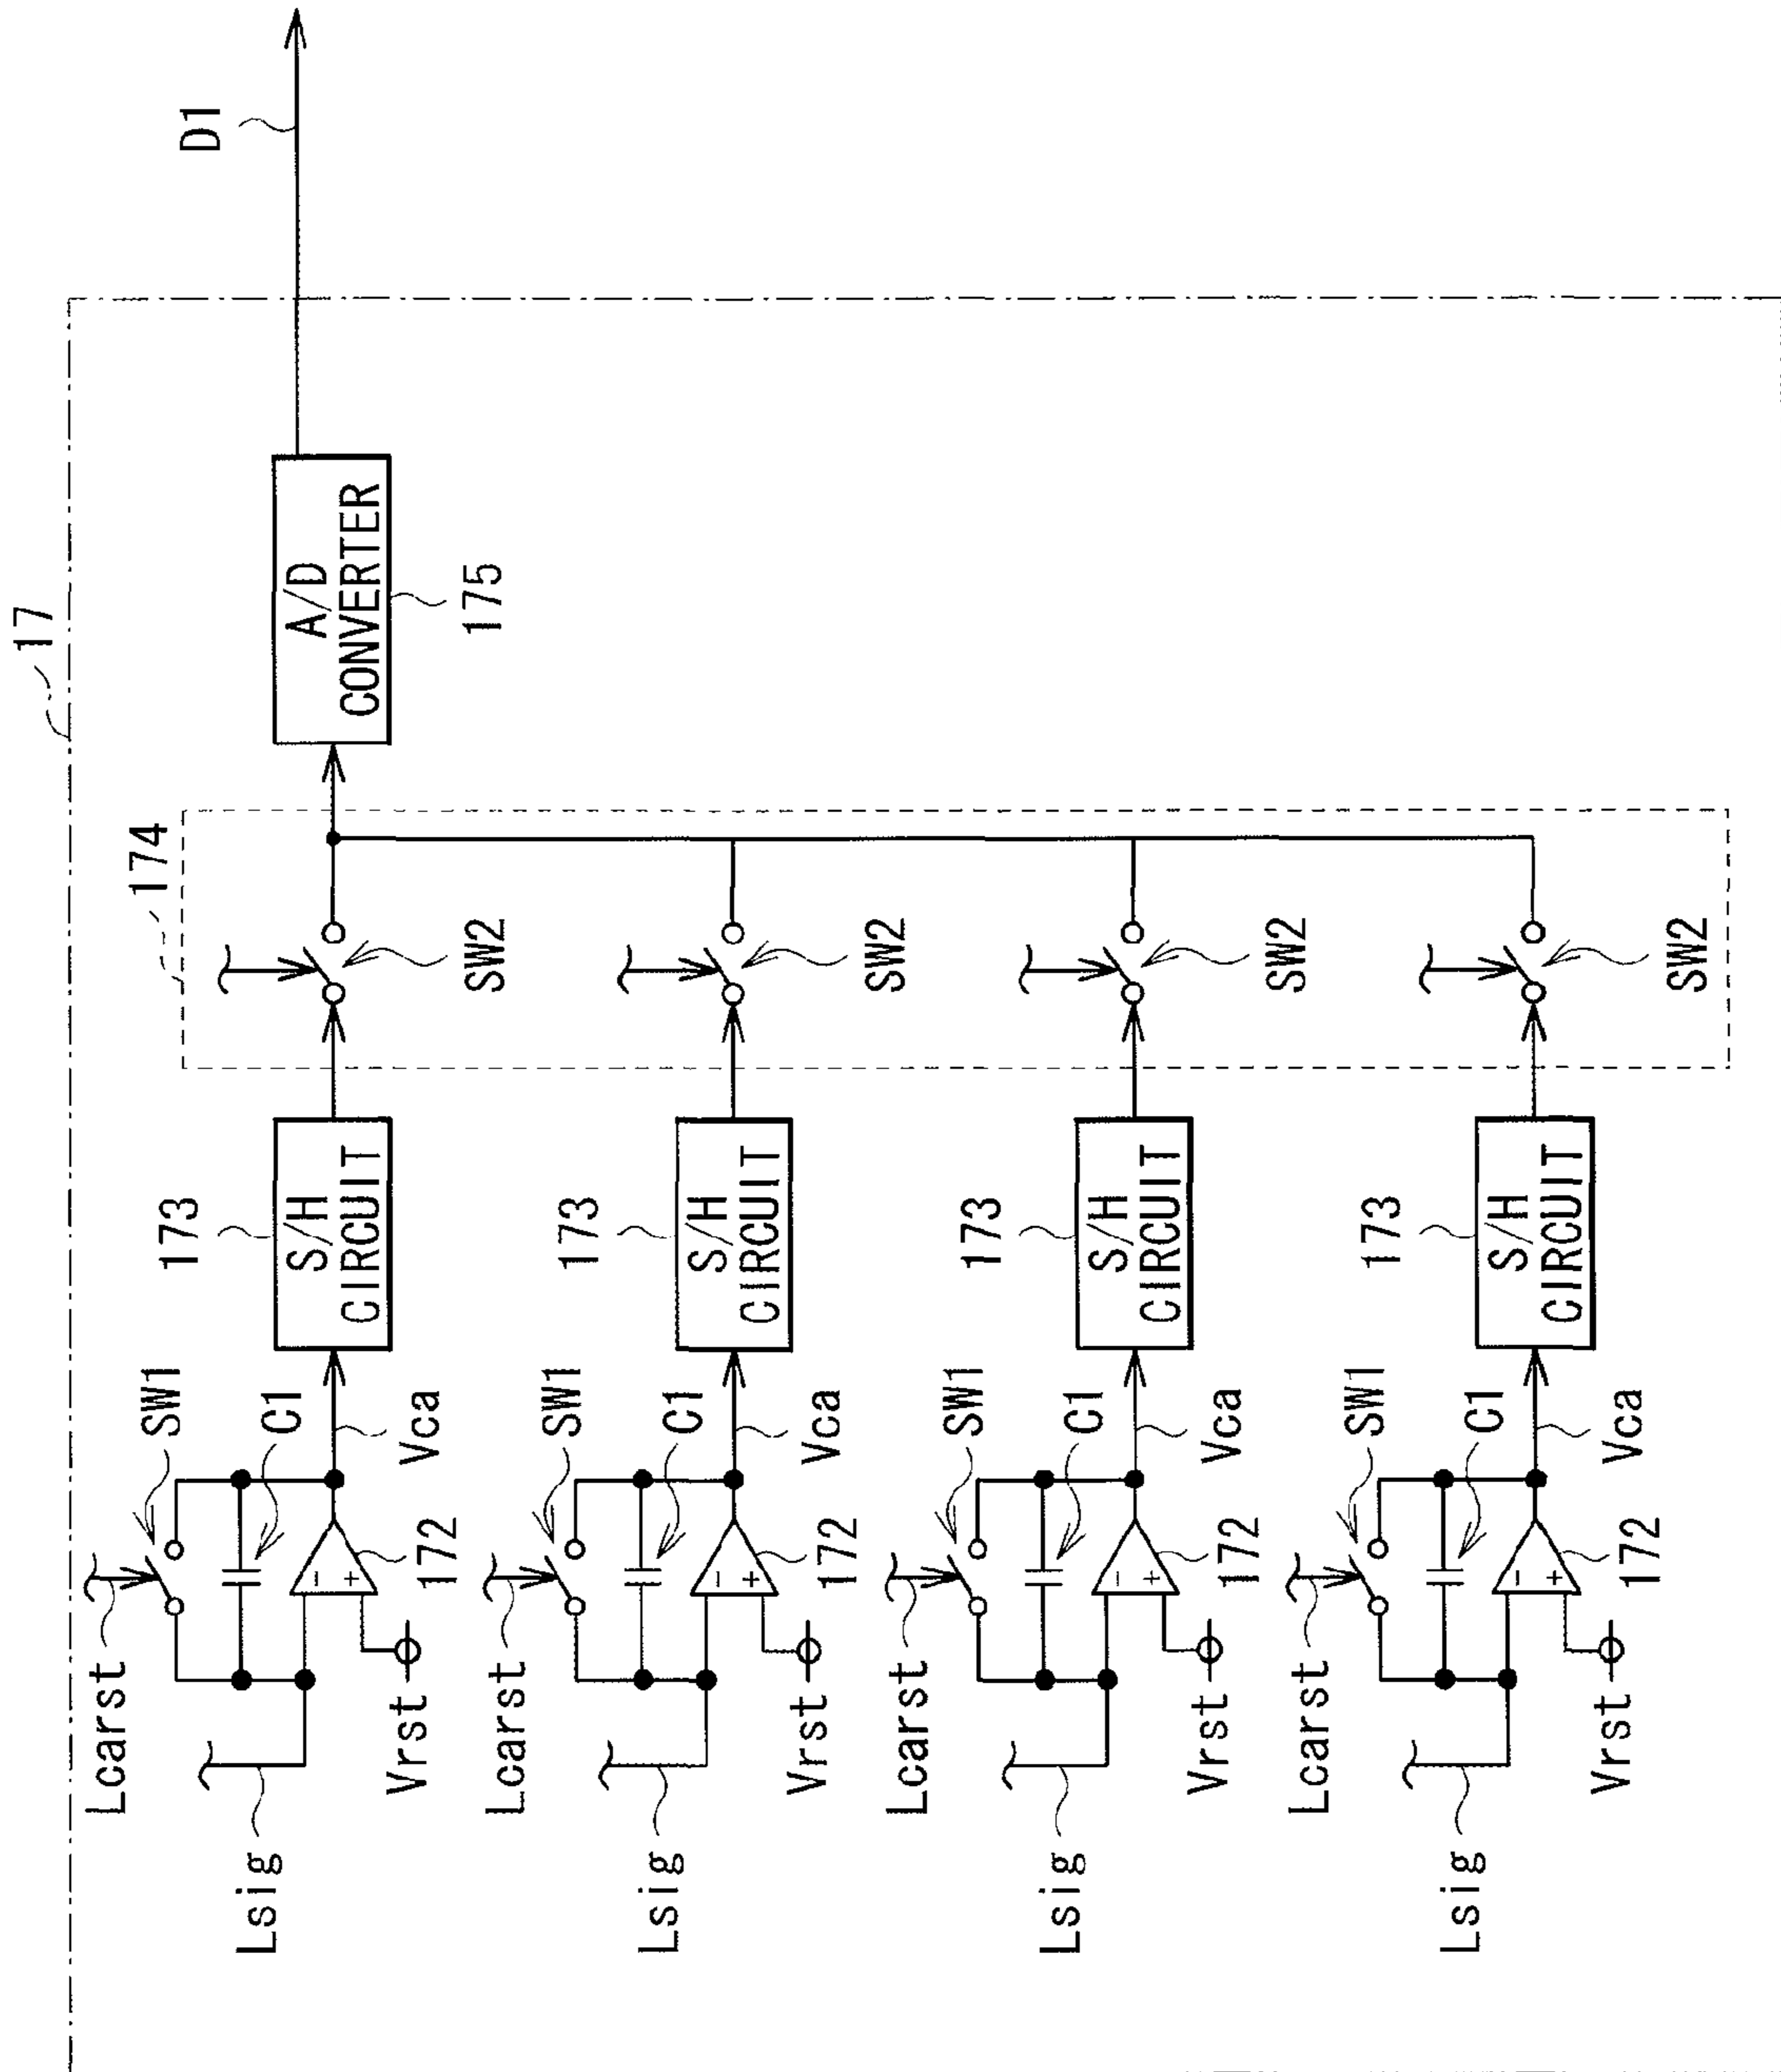 17
D1
A/D
CONVERTER
175
174
SW2
SW2
SW2
SW2
173
S/H
CIRCUIT
173
S/H
CIRCUIT
173
S/H
CIRCUIT
173
S/H
CIRCUIT
Lcarst
SW1
C1
-
+
172
Vca
Vrst
Lsig
Lcarst
SW1
C1
-
+
172
Vca
Vrst
Lsig
Lcarst
SW1
C1
-
+
172
Vca
Vrst
Lsig
Lcarst
SW1
C1
-
+
172
Vca
Vrst
Lsig